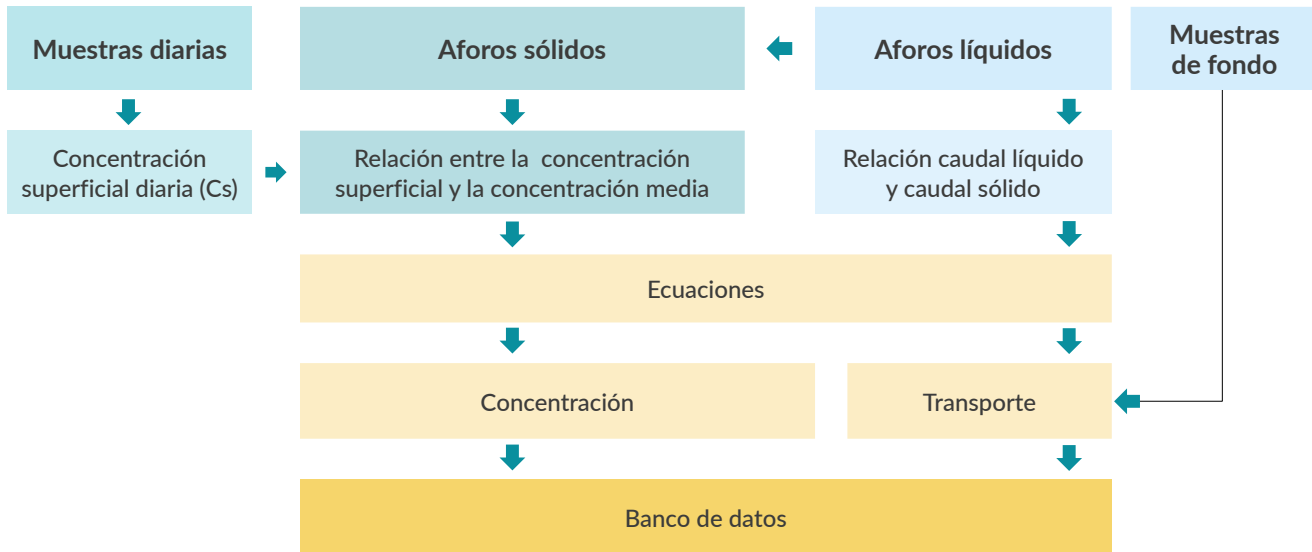 Muestras diarias
Aforos sólidos
Aforos líquidos
Muestras
de fondo
Concentración
superficial diaria (Cs)
Relación entre la concentración
superficial y la concentración media
Relación caudal líquido
y caudal sólido
Ecuaciones
Concentración
Transporte
Banco de datos